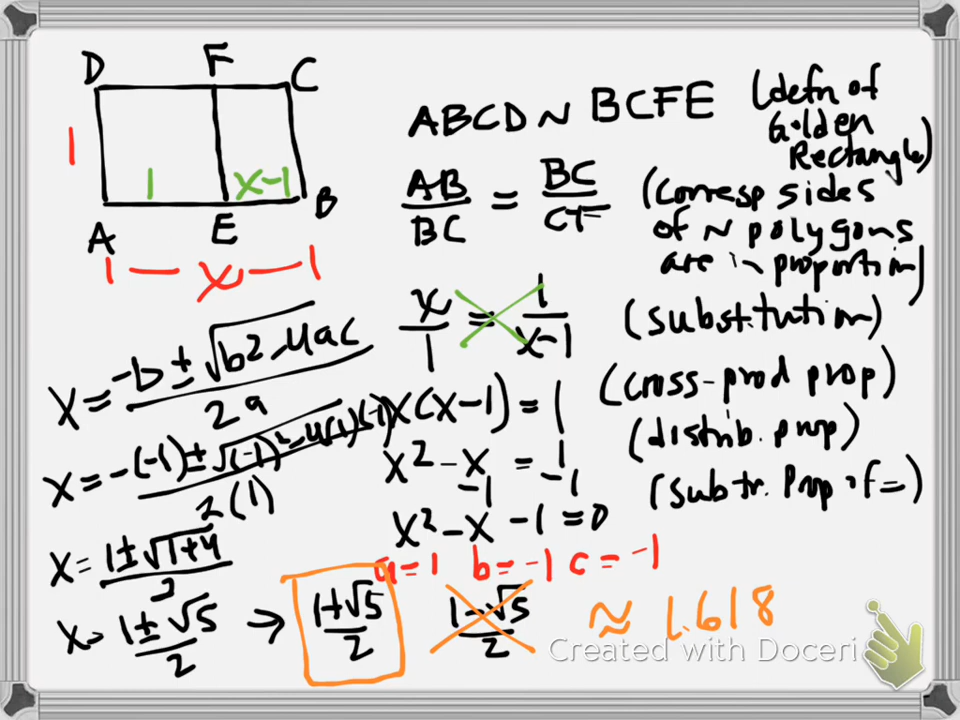 D F C
1
1 x-1
A E B
1 — x — 1
ABCD ~ BCFE (defn of Golden Rectangle)
AB/BC = BC/CF (corresp sides of ~ polygons are in proportion)
x/1 = 1/x-1 (substitution)
x(x-1) = 1 (cross-prod prop)
x² - x = 1 (distrib. prop)
-1 -1 (subtr. Prop of =)
x² - x - 1 = 0
a=1 b=-1 c=-1
x = -b ± √b² - 4ac / 2a
x = -(-1) ± √(-1)² - 4(1)(-1) / 2(1)
x = 1 ± √1+4 / 2
x = 1 ± √5 / 2 → 1+√5 / 2 1-√5 / 2 ≈ 1.618
Created with Doceri